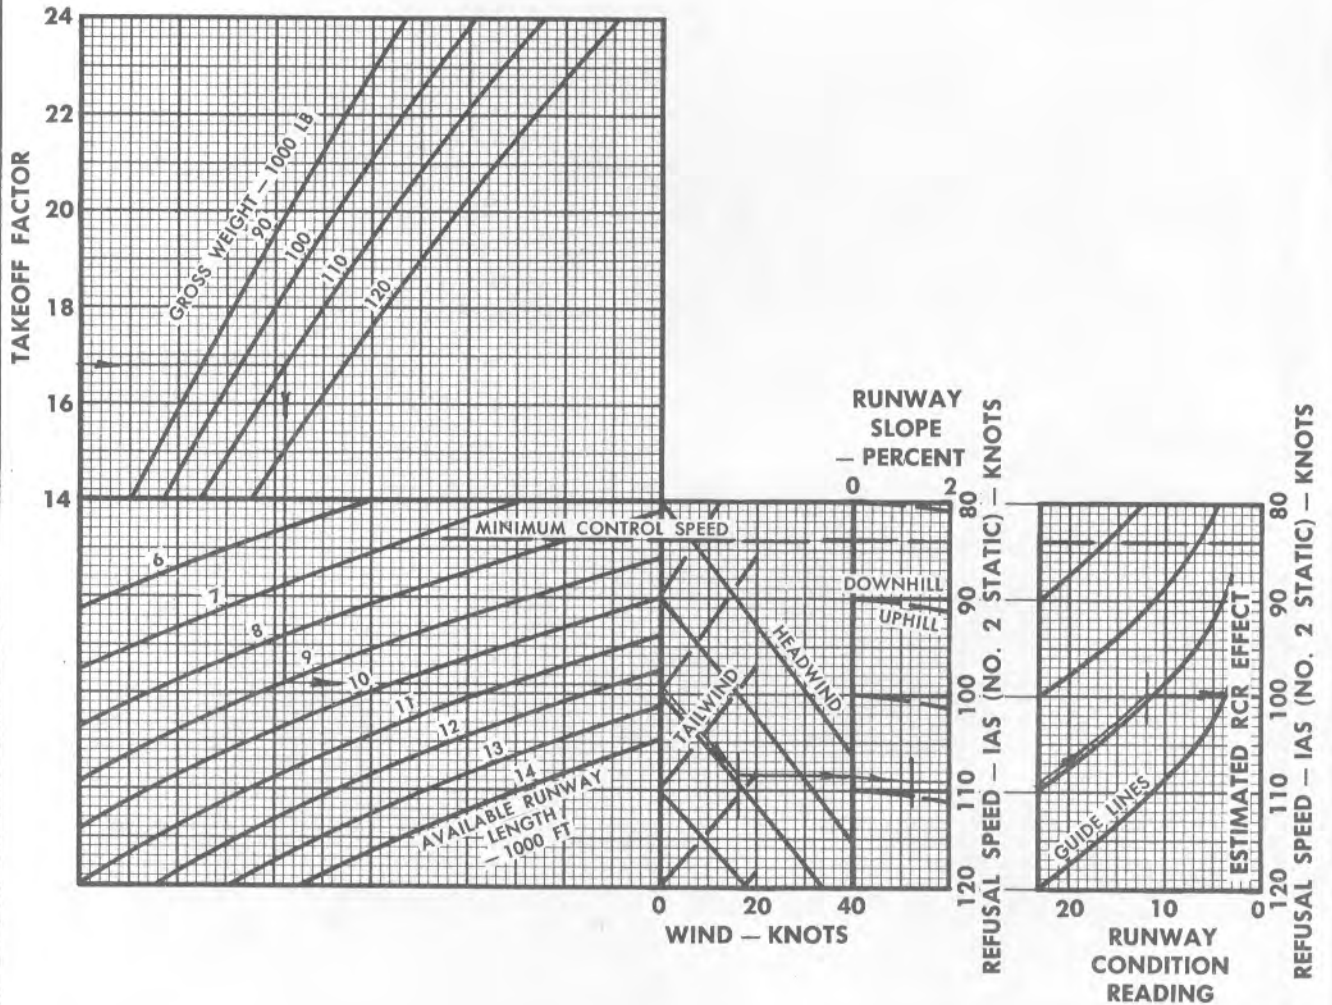 TAKEOFF FACTOR
24
22
20
18
16
14
GROSS WEIGHT — 1000 LB
90
100
110
120
RUNWAY
SLOPE
— PERCENT
0
2
MINIMUM CONTROL SPEED
6
7
8
9
10
11
12
13
14
AVAILABLE RUNWAY
LENGTH
— 1000 FT
TAILWIND
HEADWIND
DOWNHILL
UPHILL
80
90
100
110
120
REFUSAL SPEED — IAS (NO. 2 STATIC) — KNOTS
0
20
40
WIND — KNOTS
GUIDE LINES
ESTIMATED RCR EFFECT
80
90
100
110
120
REFUSAL SPEED — IAS (NO. 2 STATIC) — KNOTS
20
10
0
RUNWAY
CONDITION
READING